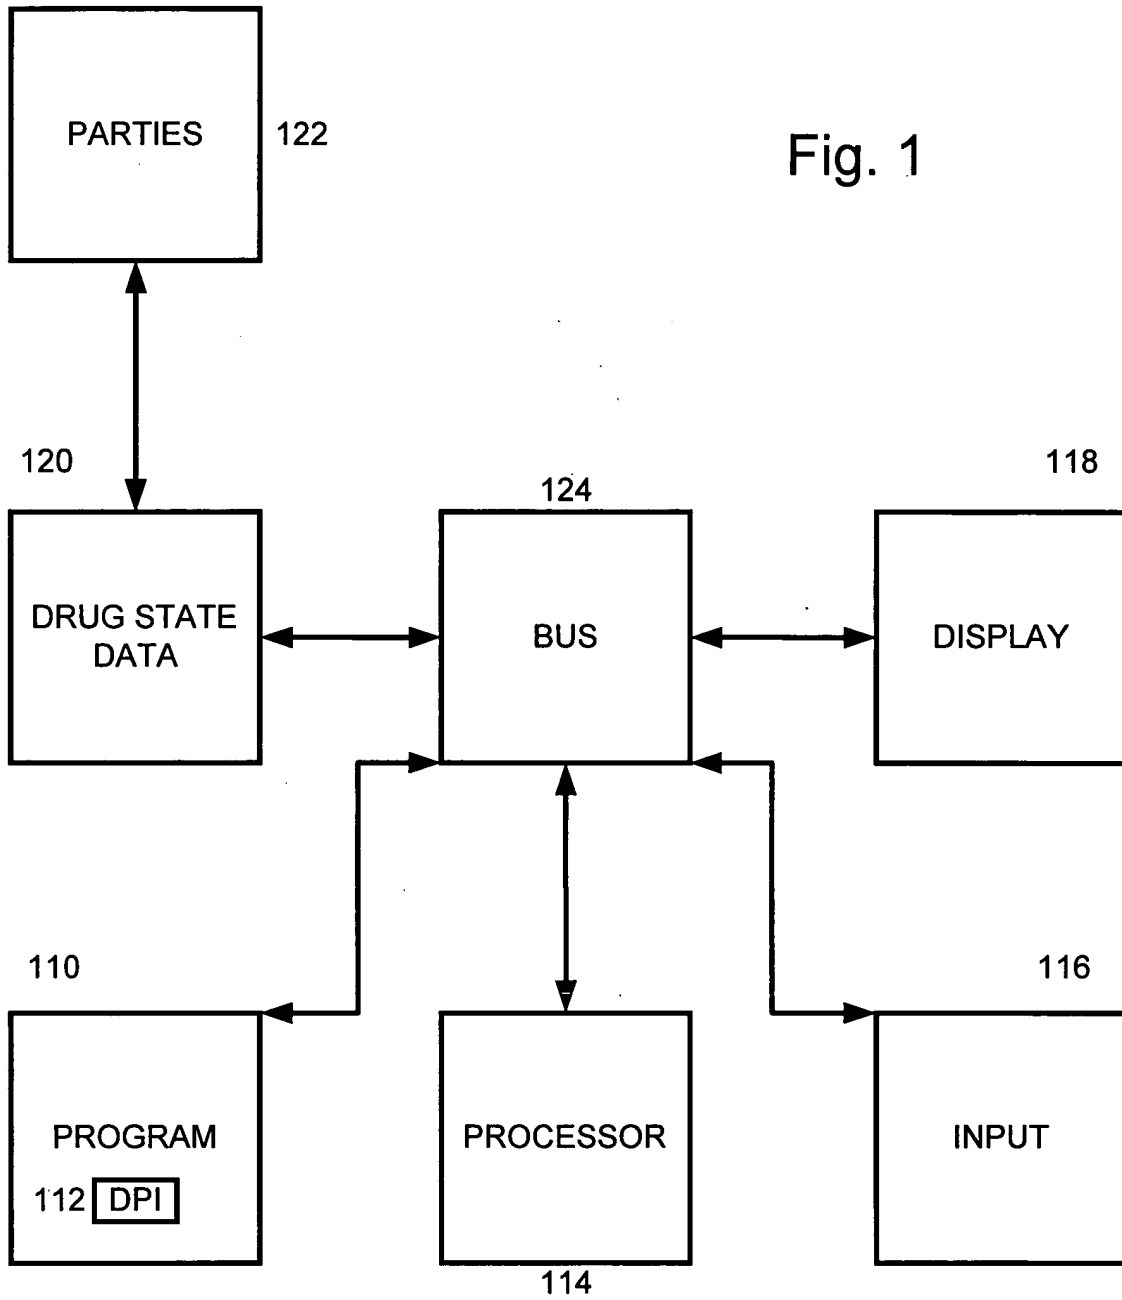 PARTIES
122
Fig. 1
120
124
118
DRUG STATE
DATA
BUS
DISPLAY
110
116
PROGRAM
112 DPI
PROCESSOR
INPUT
114